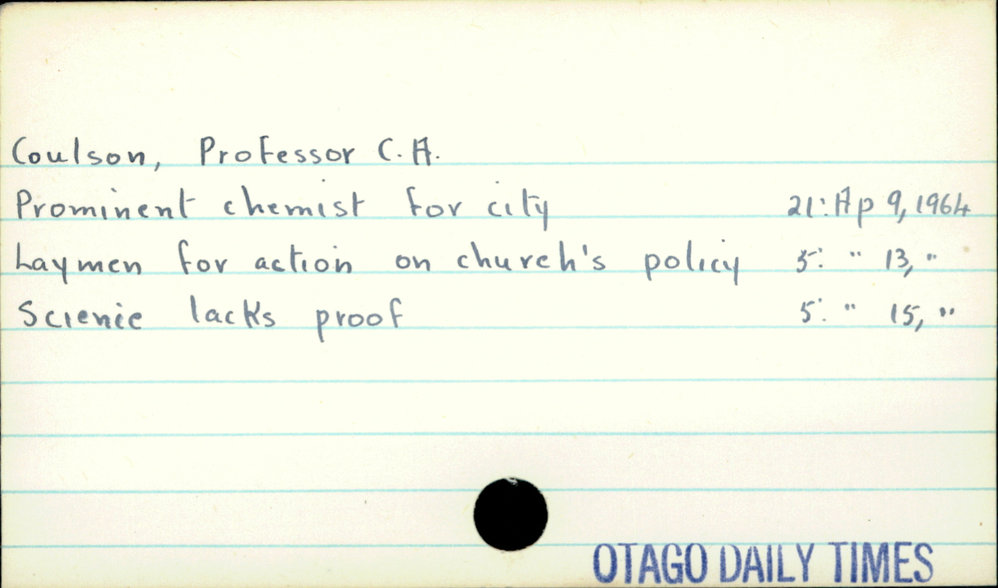 Coulson, Professor C. A.
Prominent chemist for city 21: Ap 9, 1964
Laymen for action on church's policy 5: " 13, "
Scienie lacks proof 5: " 15, "
OTAGO DAILY TIMES